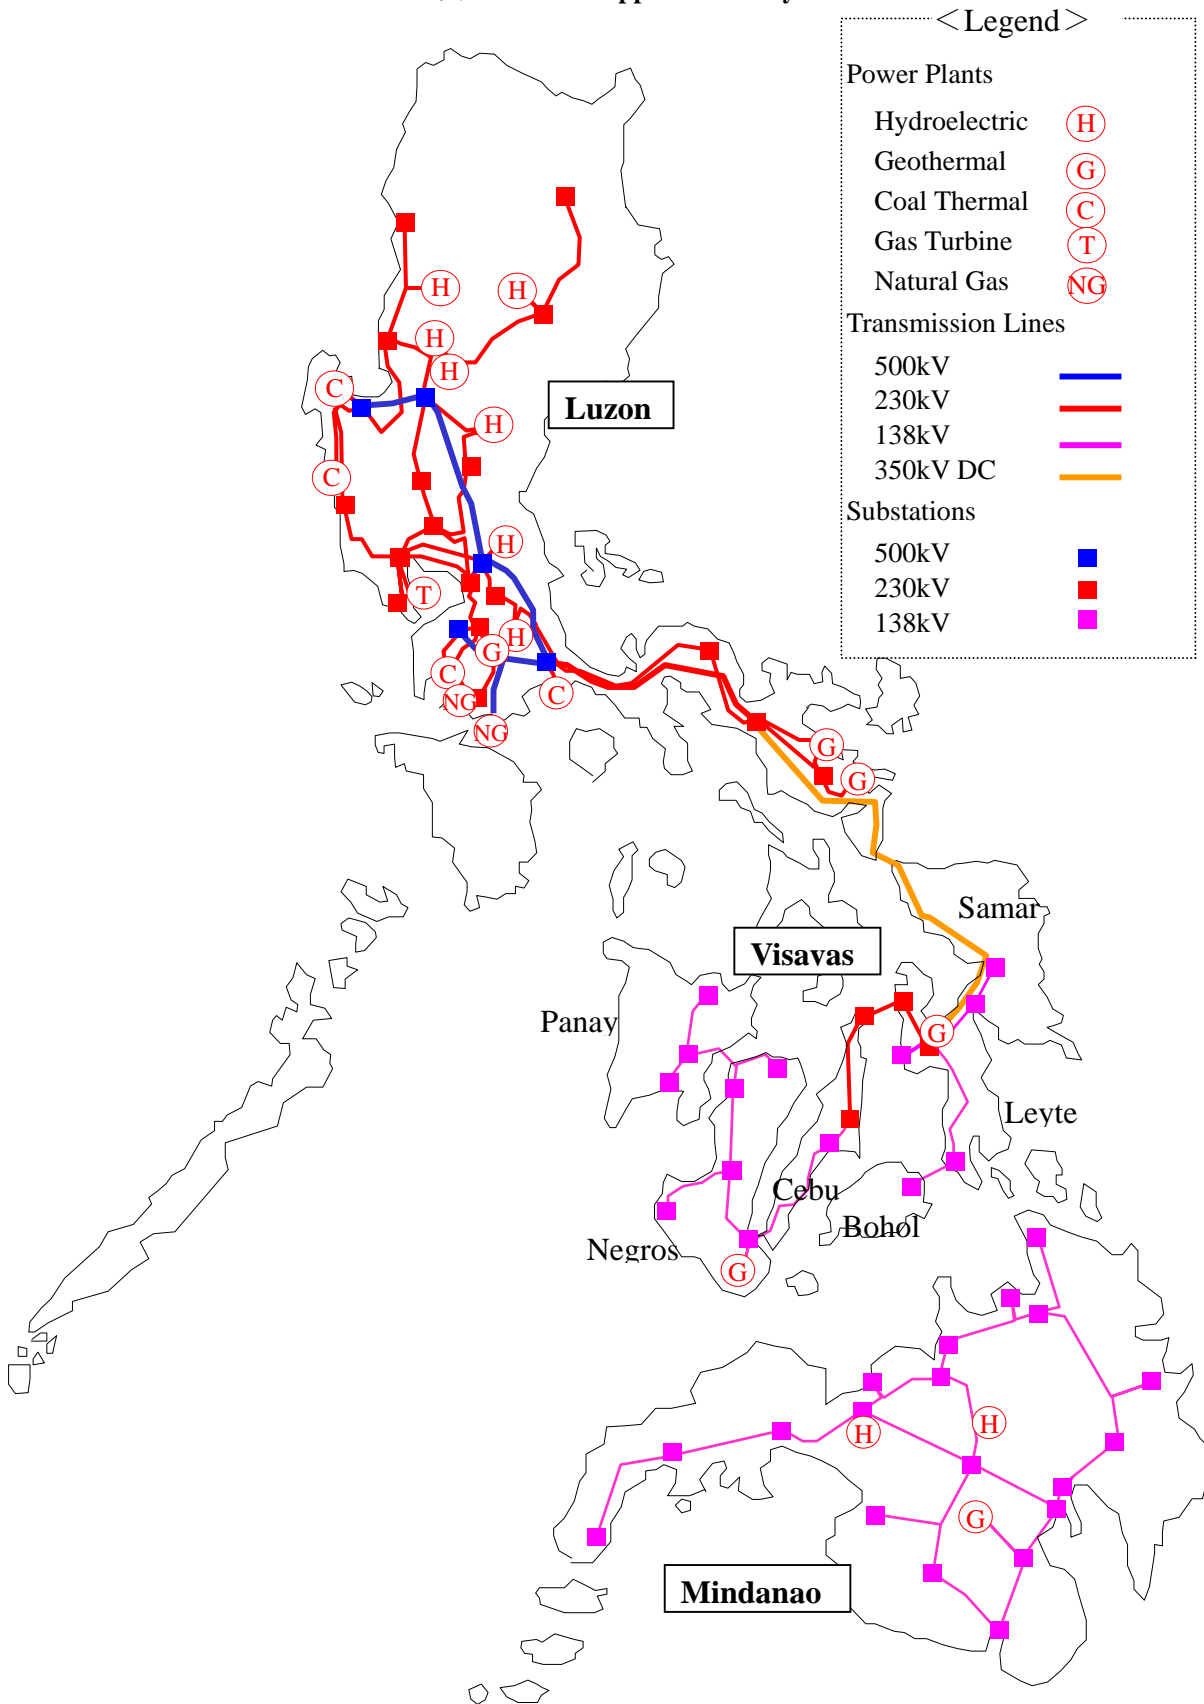 <Legend>
Power Plants
Hydroelectric H
Geothermal G
Coal Thermal C
Gas Turbine T
Natural Gas NG
Transmission Lines
500kV
230kV
138kV
350kV DC
Substations
500kV
230kV
138kV
H
H
H
H
C
Luzon
H
C
H
T
H
G
C
NG
C
NG
G
G
Samar
Visavas
Panay
G
Leyte
Cebu
Bohol
Negros
G
H
H
G
Mindanao